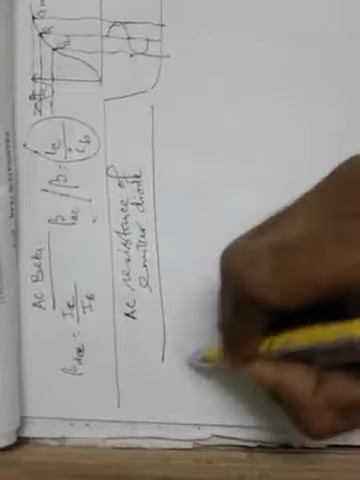 AC Beta
βdc = Ic / IB
βac / β = ic / ib
AC resistance of
emitter diode